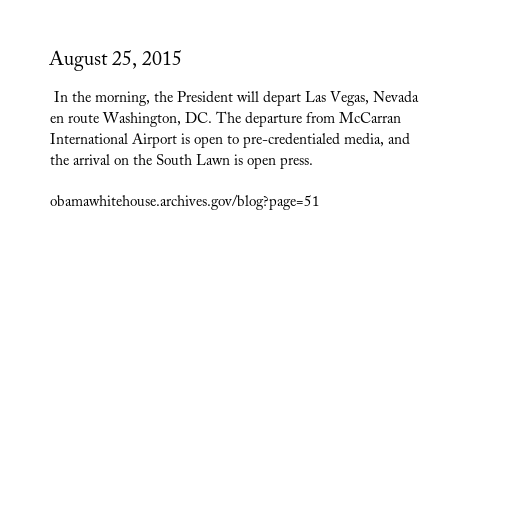 August 25, 2015
In the morning, the President will depart Las Vegas, Nevada
en route Washington, DC. The departure from McCarran
International Airport is open to pre-credentialed media, and
the arrival on the South Lawn is open press.
obamawhitehouse.archives.gov/blog?page=51